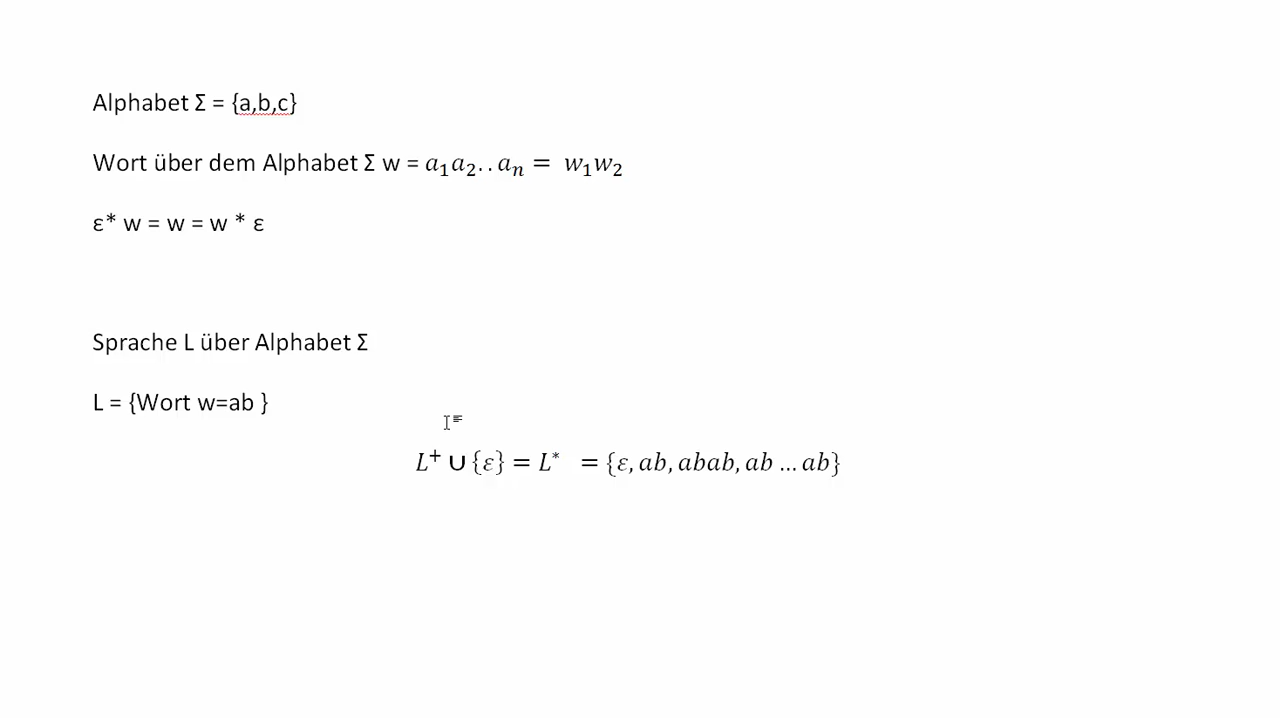 Alphabet Σ = {a,b,c}
Wort über dem Alphabet Σ w = a₁a₂..aₙ = w₁w₂
ε* w = w = w * ε
Sprache L über Alphabet Σ
L = {Wort w=ab }
L⁺ ∪ {ε} = L* = {ε, ab, abab, ab ... ab}